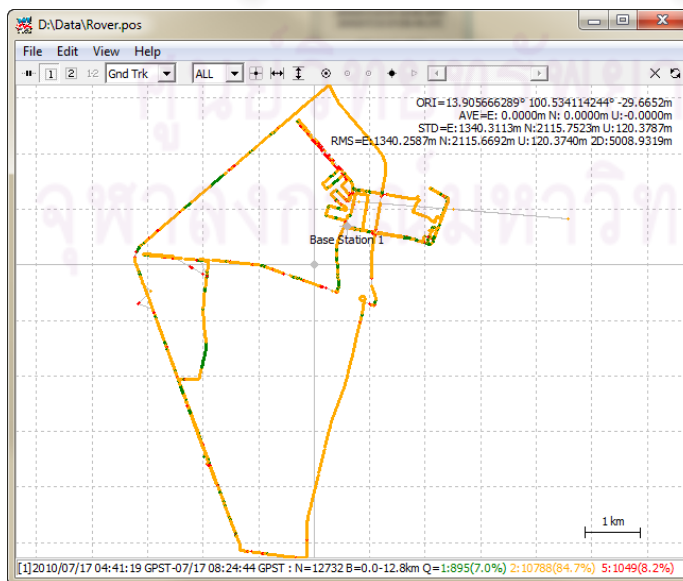 D:\Data\Rover.pos
File Edit View Help
1 2 1-2 Gnd Trk ALL
ORI=13.905666289° 100.534114244° -29.6652m
AVE=E: 0.0000m N: 0.0000m U:-0.0000m
STD=E:1340.3113m N:2115.7523m U:120.3787m
RMS=E:1340.2587m N:2115.6692m U:120.3740m 2D:5008.9319m
Base Station 1
1 km
[1]2010/07/17 04:41:19 GPST-07/17 08:24:44 GPST : N=12732 B=0.0-12.8km Q=1:895(7.0%) 2:10788(84.7%) 5:1049(8.2%)